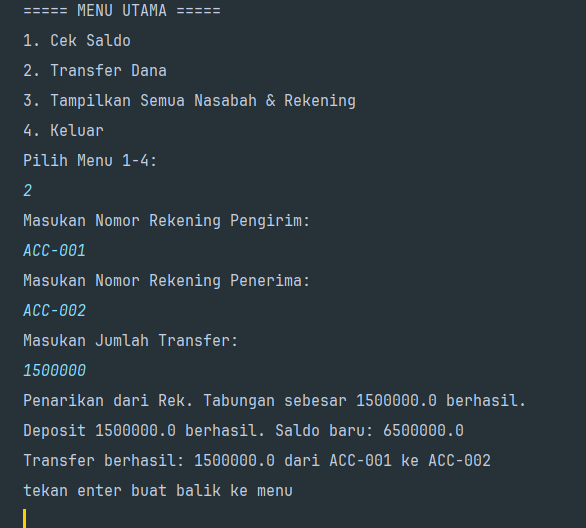 ===== MENU UTAMA =====
1. Cek Saldo
2. Transfer Dana
3. Tampilkan Semua Nasabah & Rekening
4. Keluar
Pilih Menu 1-4:
2
Masukan Nomor Rekening Pengirim:
ACC-001
Masukan Nomor Rekening Penerima:
ACC-002
Masukan Jumlah Transfer:
1500000
Penarikan dari Rek. Tabungan sebesar 1500000.0 berhasil.
Deposit 1500000.0 berhasil. Saldo baru: 6500000.0
Transfer berhasil: 1500000.0 dari ACC-001 ke ACC-002
tekan enter buat balik ke menu